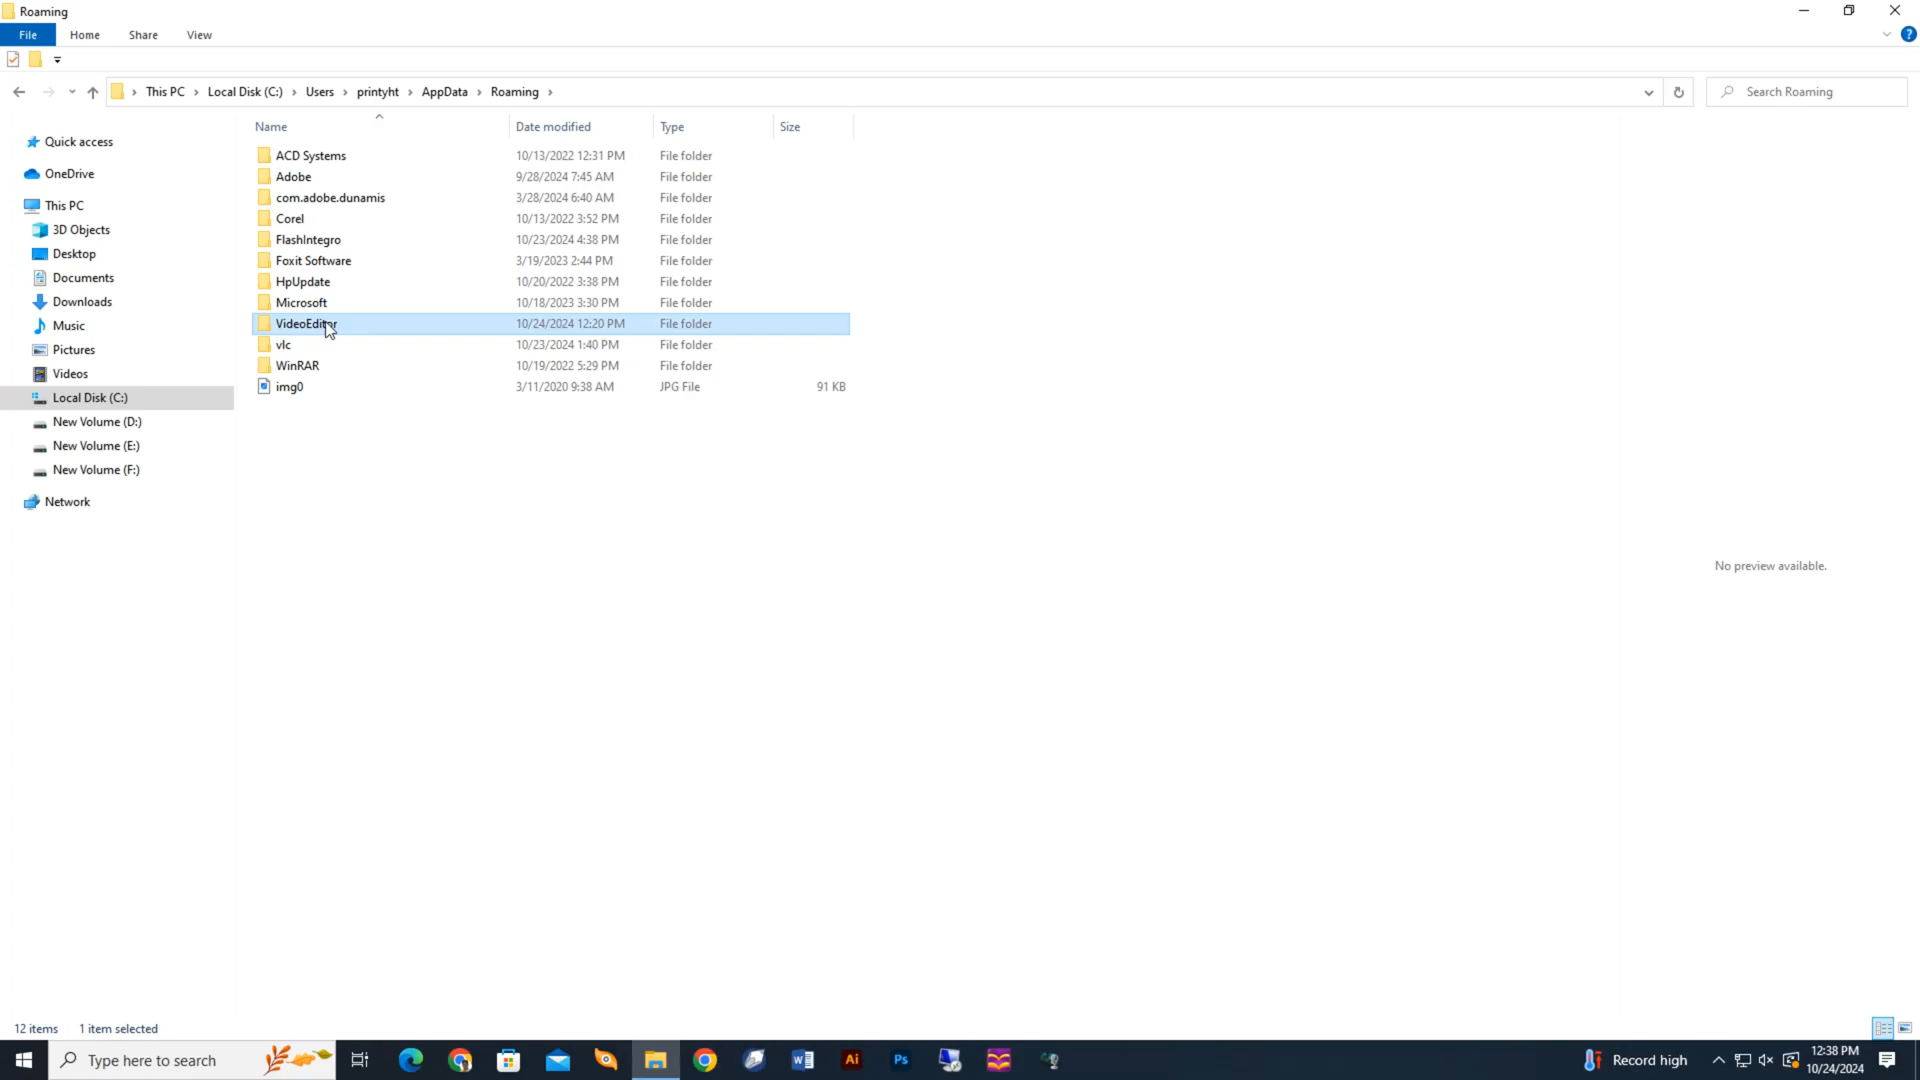 Roaming
File Home Share View
This PC Local Disk (C:) Users printyht AppData Roaming
Search Roaming
Name Date modified Type Size
Quick access
OneDrive
This PC
3D Objects
Desktop
Documents
Downloads
Music
Pictures
Videos
Local Disk (C:)
New Volume (D:)
New Volume (E:)
New Volume (F:)
Network
ACD Systems 10/13/2022 12:31 PM File folder
Adobe 9/28/2024 7:45 AM File folder
com.adobe.dunamis 3/28/2024 6:40 AM File folder
Corel 10/13/2022 3:52 PM File folder
FlashIntegro 10/23/2024 4:38 PM File folder
Foxit Software 3/19/2023 2:44 PM File folder
HpUpdate 10/20/2022 3:38 PM File folder
Microsoft 10/18/2023 3:30 PM File folder
VideoEditor 10/24/2024 12:20 PM File folder
vlc 10/23/2024 1:40 PM File folder
WinRAR 10/19/2022 5:29 PM File folder
img0 3/11/2020 9:38 AM JPG File 91 KB
No preview available.
12 items 1 item selected
Type here to search
Ai
Ps
Record high
12:38 PM
10/24/2024